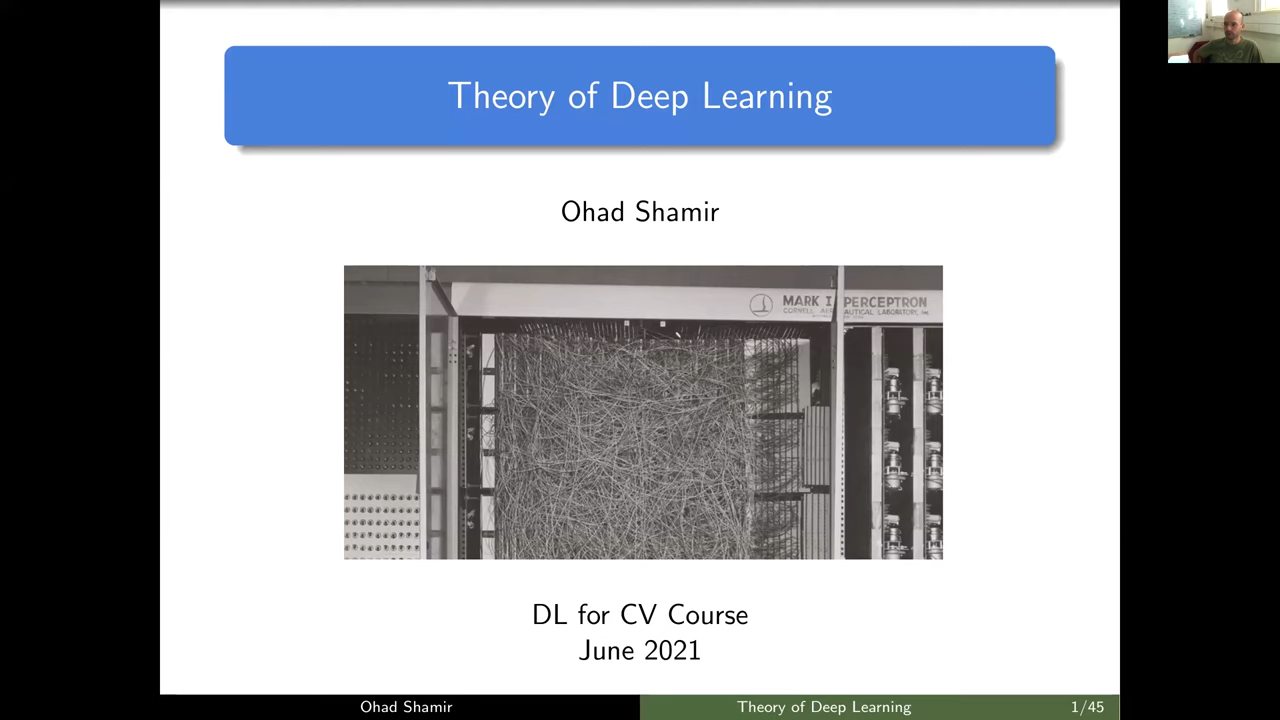 Theory of Deep Learning
Ohad Shamir
MARK I PERCEPTRON
CORNELL AERONAUTICAL LABORATORY, INC.
DL for CV Course
June 2021
Ohad Shamir
Theory of Deep Learning
1/45